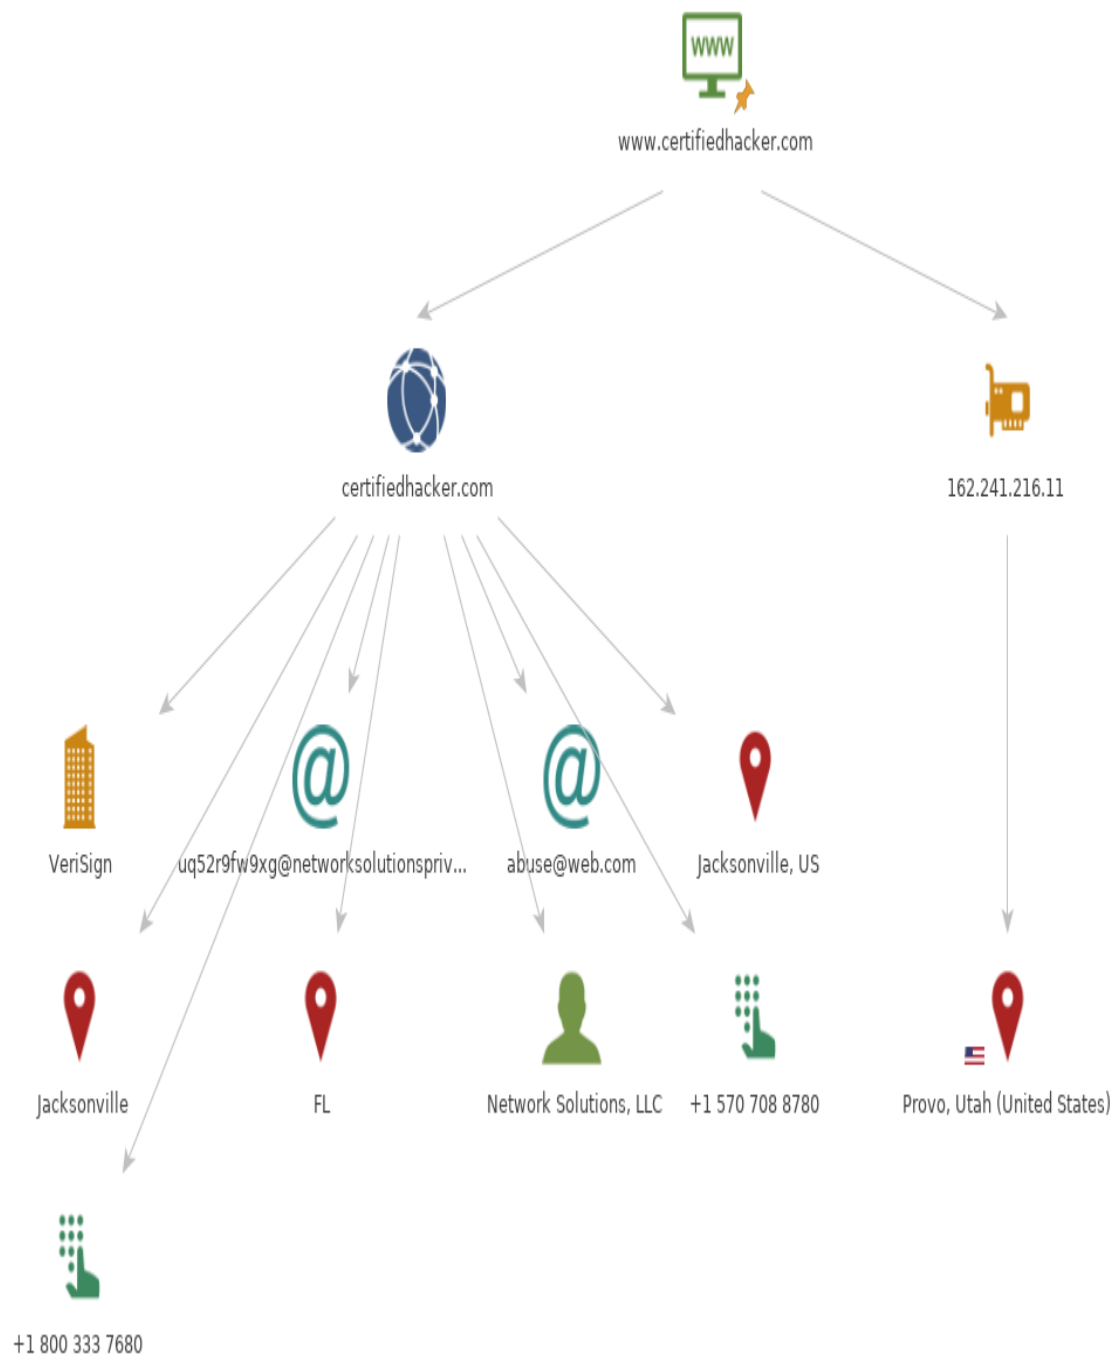 www
www.certifiedhacker.com
certifiedhacker.com
162.241.216.11
@
@
VeriSign
uq52r9fw9xg@networksolutionspriv...
abuse@web.com
Jacksonville, US
Jacksonville
FL
Network Solutions, LLC
+1 570 708 8780
Provo, Utah (United States)
+1 800 333 7680